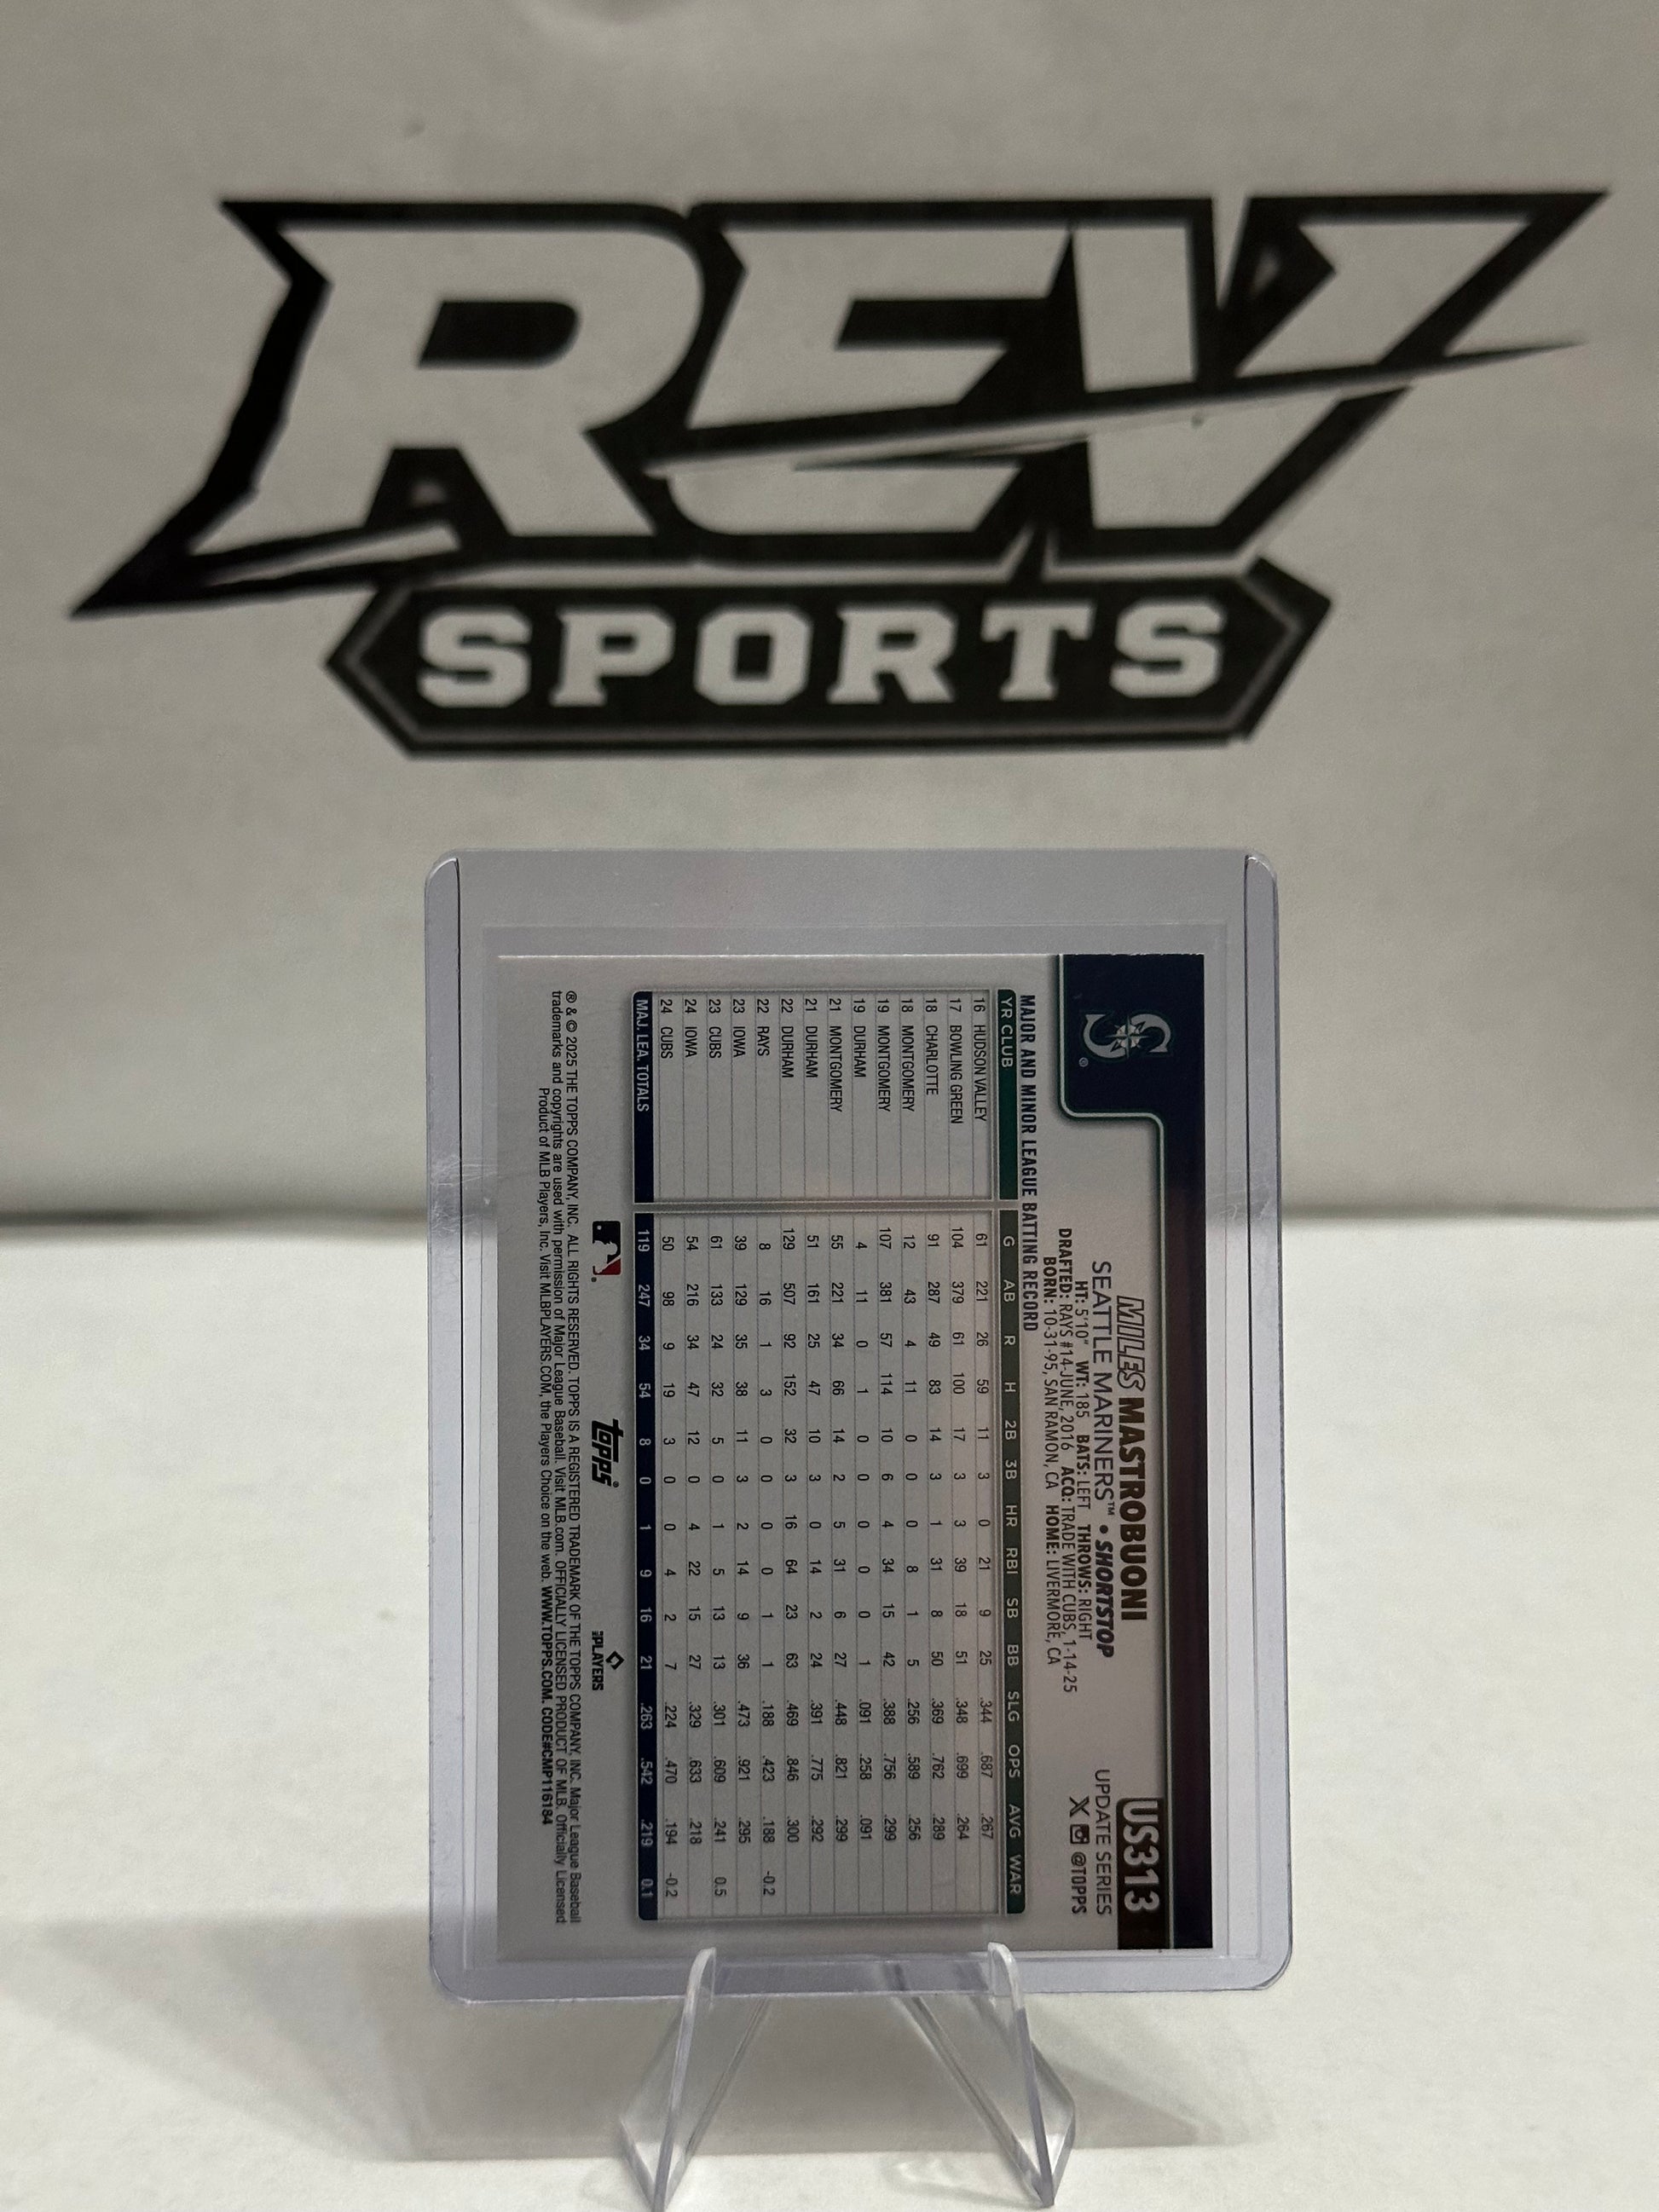 REV
SPORTS
S
®
MILES MASTROBUONI
SEATTLE MARINERS™ • SHORTSTOP
HT: 5'10" WT: 185 BATS: LEFT THROWS: RIGHT
DRAFTED: RAYS #14-JUNE, 2016 ACQ: TRADE WITH CUBS, 1-14-25
BORN: 10-31-95, SAN RAMON, CA HOME: LIVERMORE, CA
US313
UPDATE SERIES
X @TOPPS
MAJOR AND MINOR LEAGUE BATTING RECORD
YR CLUB G AB R H 2B 3B HR RBI SB BB SLG OPS AVG WAR
16 HUDSON VALLEY 61 221 26 59 11 3 0 21 9 25 .344 .687 .267
17 BOWLING GREEN 104 379 61 100 17 3 3 39 18 51 .348 .699 .264
18 CHARLOTTE 91 287 49 83 14 3 1 31 8 50 .369 .762 .289
18 MONTGOMERY 12 43 4 11 0 0 0 8 1 5 .256 .589 .256
19 MONTGOMERY 107 381 57 114 10 6 4 34 15 42 .388 .756 .299
19 DURHAM 4 11 0 1 0 0 0 0 0 1 .091 .258 .091
21 MONTGOMERY 55 221 34 66 14 2 5 31 6 27 .448 .821 .299
21 DURHAM 51 161 25 47 10 3 0 14 2 24 .391 .775 .292
22 DURHAM 129 507 92 152 32 3 16 64 23 63 .469 .846 .300
22 RAYS 8 16 1 3 0 0 0 0 1 1 .188 .423 .188 -0.2
23 IOWA 39 129 35 38 11 3 2 14 9 36 .473 .921 .295
23 CUBS 61 133 24 32 5 0 1 5 13 13 .301 .609 .241 0.5
24 IOWA 54 216 34 47 12 0 4 22 15 27 .329 .633 .218
24 CUBS 50 98 9 19 3 0 0 4 2 7 .224 .470 .194 -0.2
MAJ. LEA. TOTALS 119 247 34 54 8 0 1 9 16 21 .263 .542 .219 0.1
topps
PLAYERS
® & © 2025 THE TOPPS COMPANY, INC. ALL RIGHTS RESERVED. TOPPS IS A REGISTERED TRADEMARK OF THE TOPPS COMPANY, INC. Major League Baseball
trademarks and copyrights are used with permission of Major League Baseball. Visit MLB.com. OFFICIALLY LICENSED PRODUCT OF MLB. Officially Licensed
Product of MLB Players, Inc. Visit MLBPLAYERS.COM, the Players Choice on the web. WWW.TOPPS.COM. CODE#CMP116184